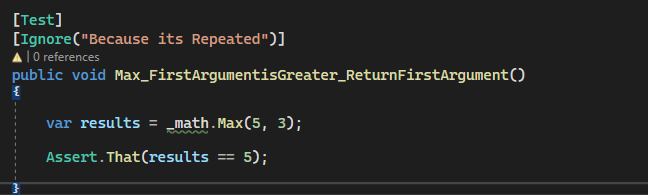 [Test]
[Ignore("Because its Repeated")]
| 0 references
public void Max_FirstArgumentisGreater_ReturnFirstArgument()
{
var results = _math.Max(5, 3);
Assert.That(results == 5);
}